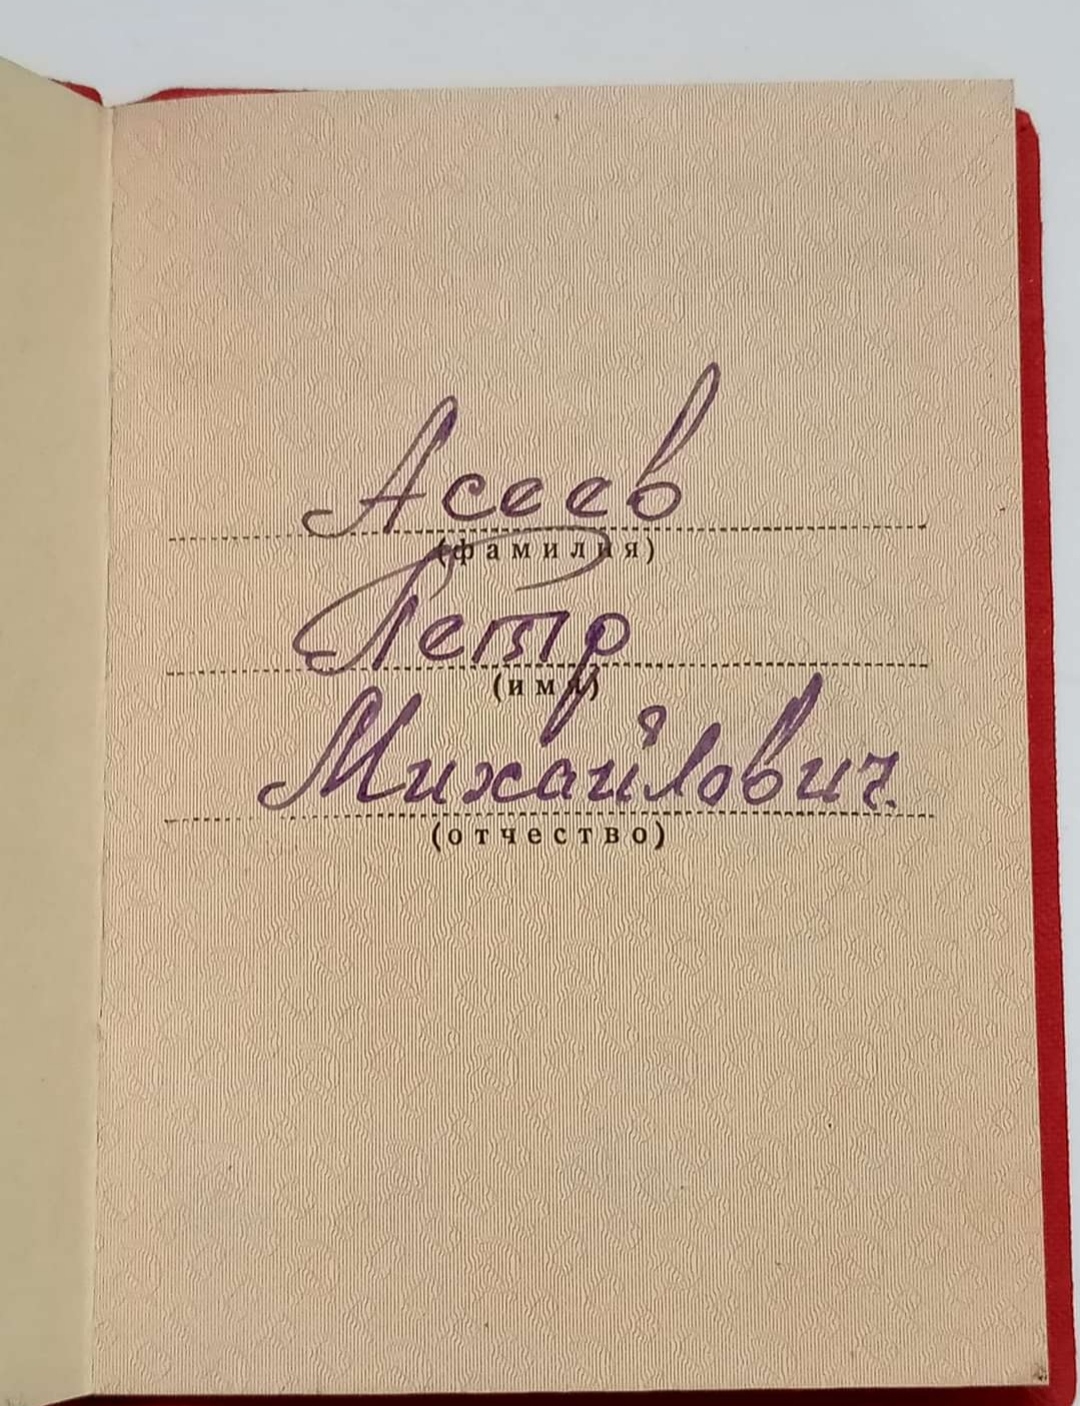 Асеев
(фамилия)
Петр
(имя)
Михайлович
(отчество)